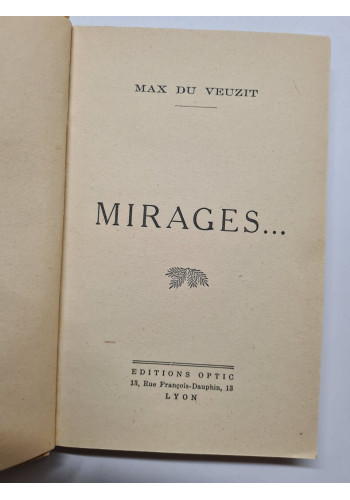 MAX DU VEUZIT
MIRAGES...
EDITIONS OPTIC
13, Rue François-Dauphin, 13
LYON